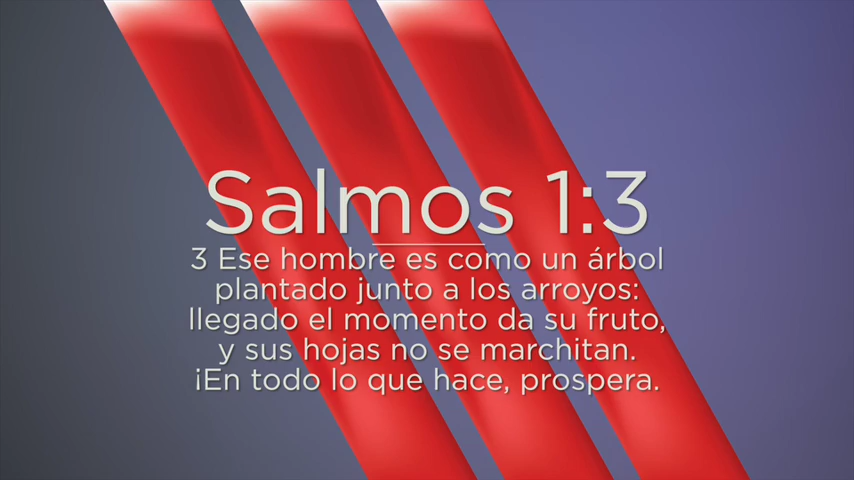 Salmos 1:3
3 Ese hombre es como un árbol
plantado junto a los arroyos:
llegado el momento da su fruto,
y sus hojas no se marchitan.
¡En todo lo que hace, prospera.